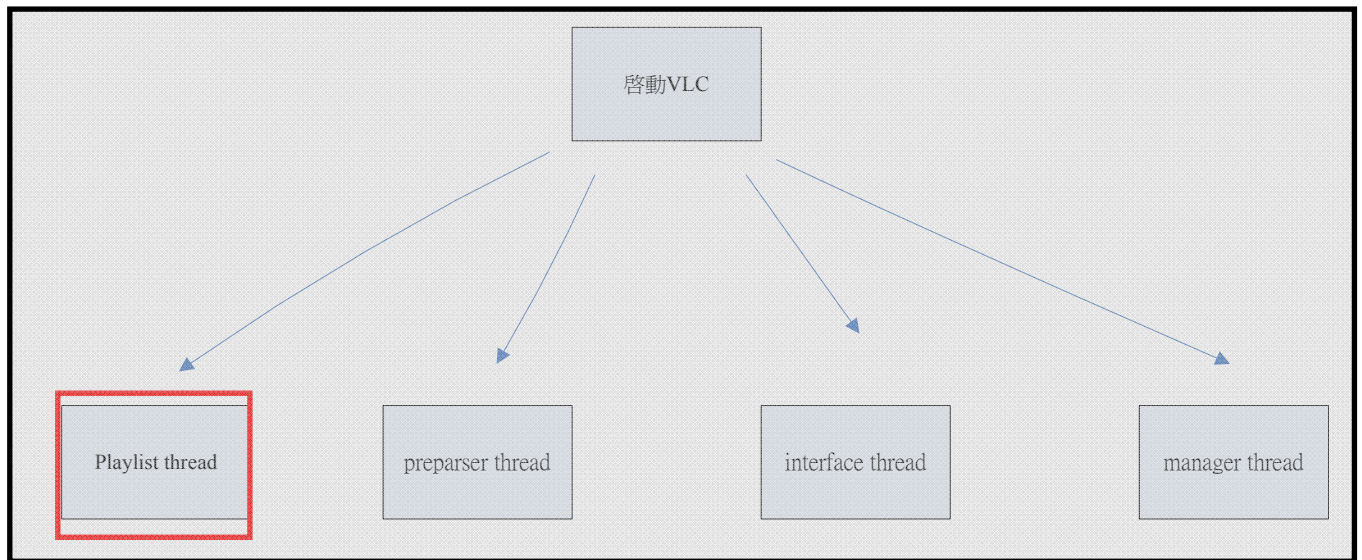 啓動VLC
Playlist thread
preparser thread
interface thread
manager thread